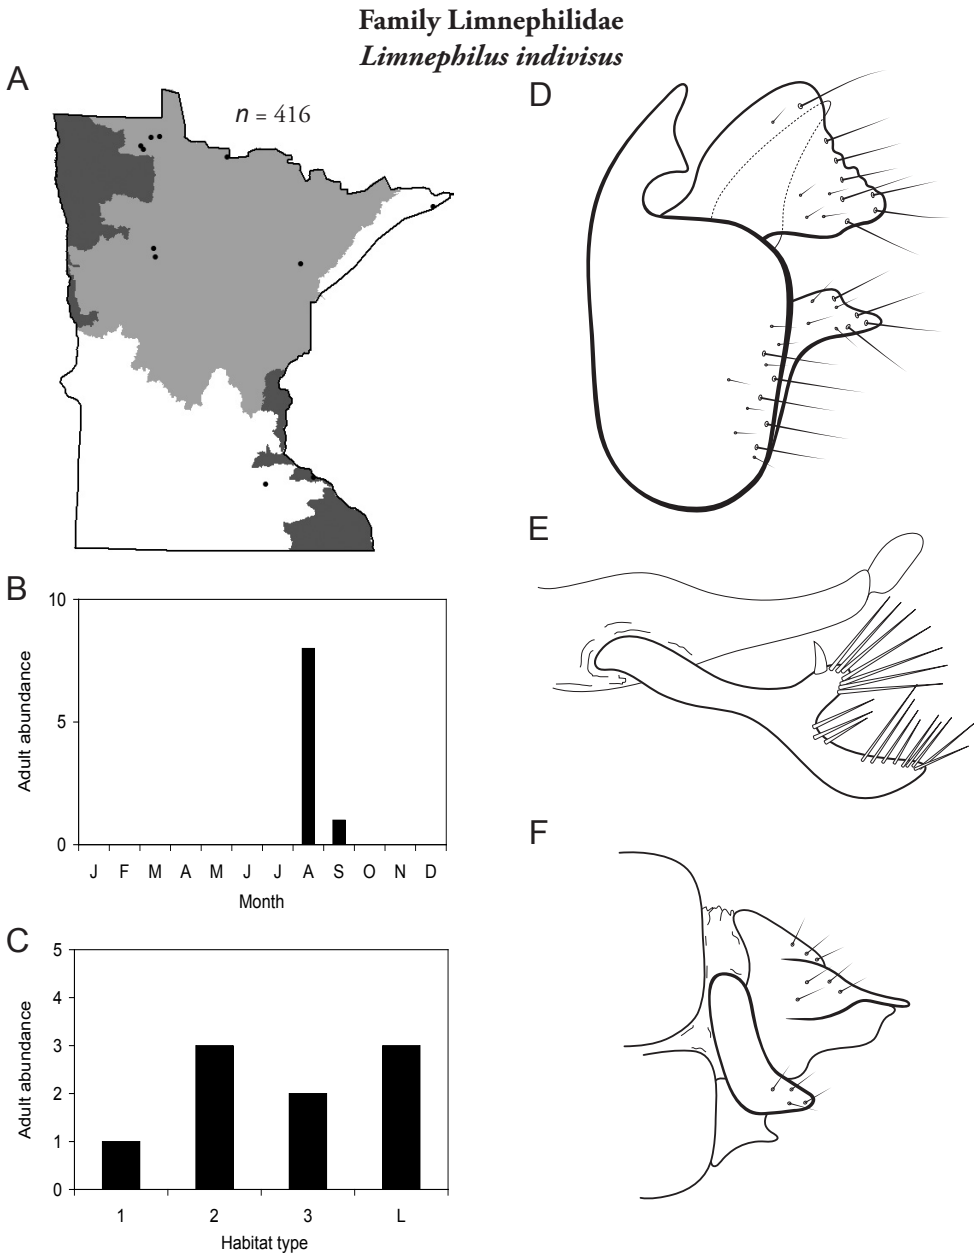 Family Limnephilidae
Limnephilus indivisus
A
n = 416
B
10
5
0
Adult abundance
J F M A M J J A S O N D
Month
C
5
4
3
2
1
0
Adult abundance
1 2 3 L
Habitat type
D
E
F